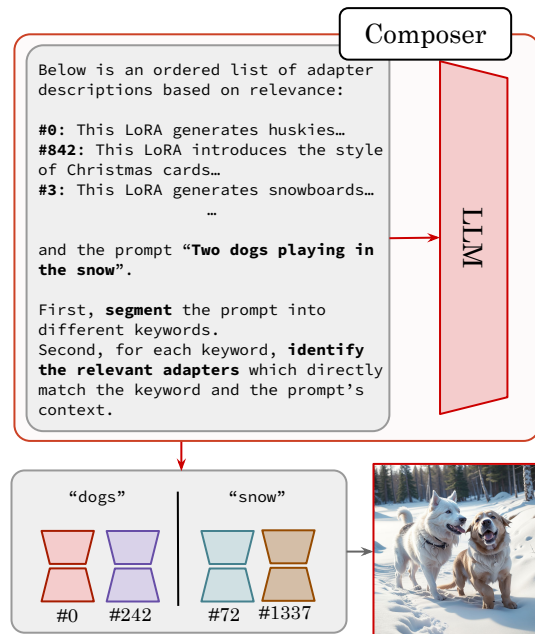 Composer
Below is an ordered list of adapter
descriptions based on relevance:
#0: This LoRA generates huskies…
#842: This LoRA introduces the style
of Christmas cards…
#3: This LoRA generates snowboards…
…
and the prompt “Two dogs playing in
the snow”.
First, segment the prompt into
different keywords.
Second, for each keyword, identify
the relevant adapters which directly
match the keyword and the prompt’s
context.
LLM
“dogs”
“snow”
#0
#242
#72
#1337